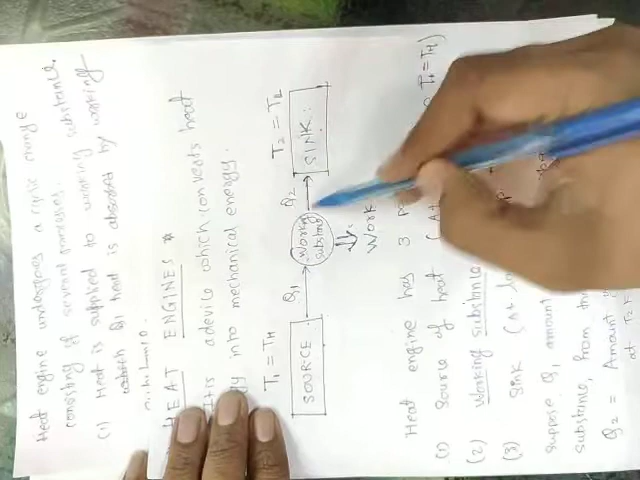 Heat engine undergoes a cyclic change
consisting of several processes.
(1) Heat is supplied to working substance.
Q1 heat is absorbed by working
HEAT ENGINES *
It is a device which converts heat
into mechanical energy.
T1 = TH
T2 = TL
SOURCE
Q1
Working
substance
Q2
SINK
Work
Heat engine has 3
(1) Source of heat (At T1 = TH)
(2) Working substance
(3) Sink (At
Suppose Q1 amount
substance, from
Q2 = Amount
at T2